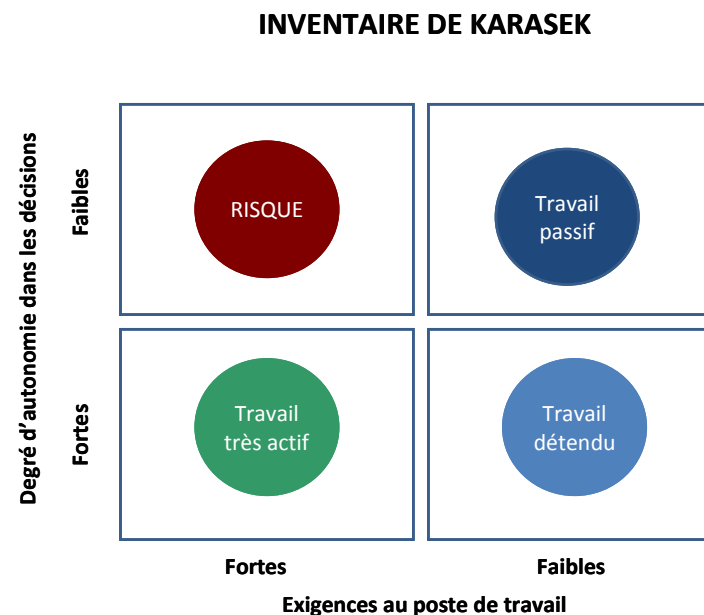 INVENTAIRE DE KARASEK
Degré d'autonomie dans les décisions
Faibles
RISQUE
Travail
passif
Fortes
Travail
très actif
Travail
détendu
Fortes
Faibles
Exigences au poste de travail